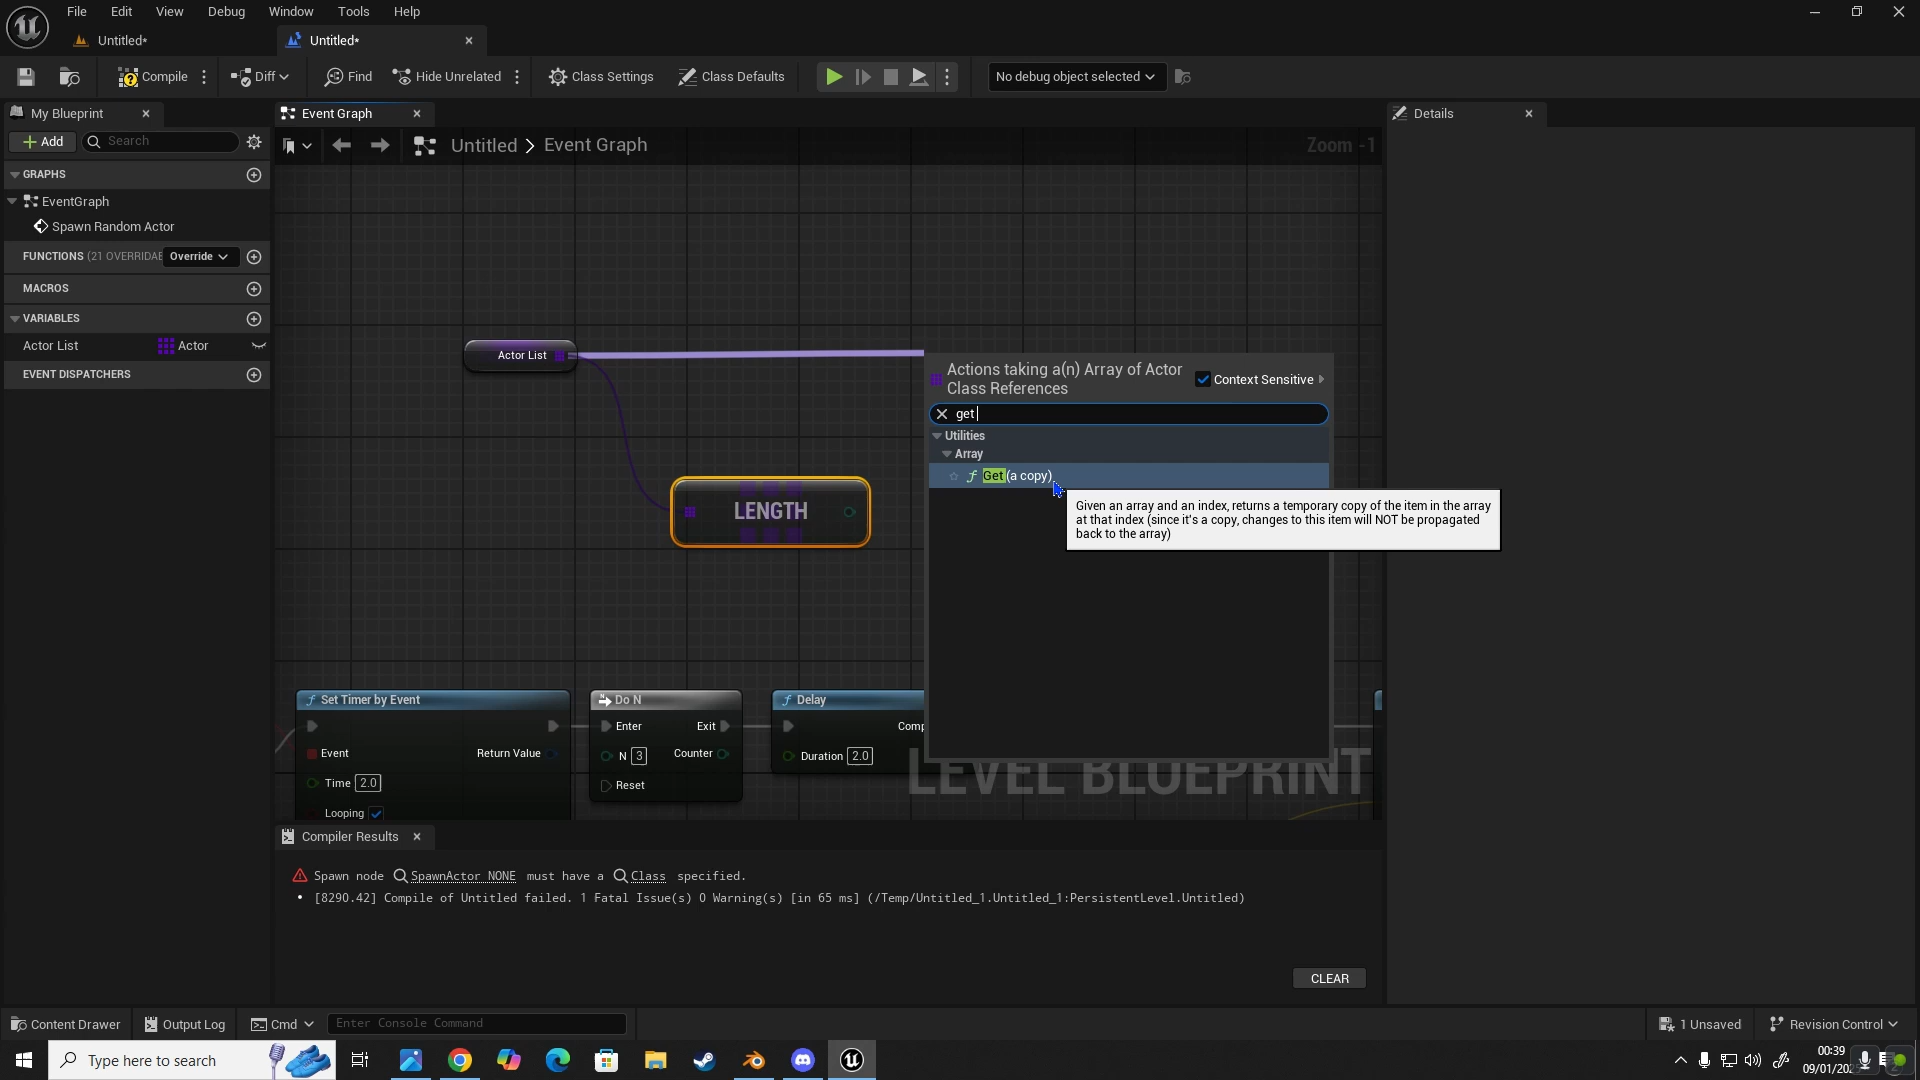 File Edit View Debug Window Tools Help
Untitled*
Untitled*
Compile
Diff
Find
Hide Unrelated
Class Settings
Class Defaults
No debug object selected
My Blueprint
Event Graph
Details
Add
Search
Untitled > Event Graph
Zoom -1
GRAPHS
EventGraph
Spawn Random Actor
FUNCTIONS (21 OVERRIDAE
Override
MACROS
VARIABLES
Actor List
Actor
EVENT DISPATCHERS
Actor List
LENGTH
Actions taking a(n) Array of Actor
Class References
Context Sensitive
get
Utilities
Array
Get (a copy)
Given an array and an index, returns a temporary copy of the item in the array
at that index (since it's a copy, changes to this item will NOT be propagated
back to the array)
Set Timer by Event
Event
Return Value
Time 2.0
Looping
Do N
Enter Exit
N 3 Counter
Reset
Delay
Comp
Duration 2.0
LEVEL BLUEPRINT
Compiler Results
Spawn node SpawnActor NONE must have a Class specified.
[8290.42] Compile of Untitled failed. 1 Fatal Issue(s) 0 Warning(s) [in 65 ms] (/Temp/Untitled_1.Untitled_1:PersistentLevel.Untitled)
CLEAR
Content Drawer
Output Log
Cmd
Enter Console Command
1 Unsaved
Revision Control
Type here to search
00:39